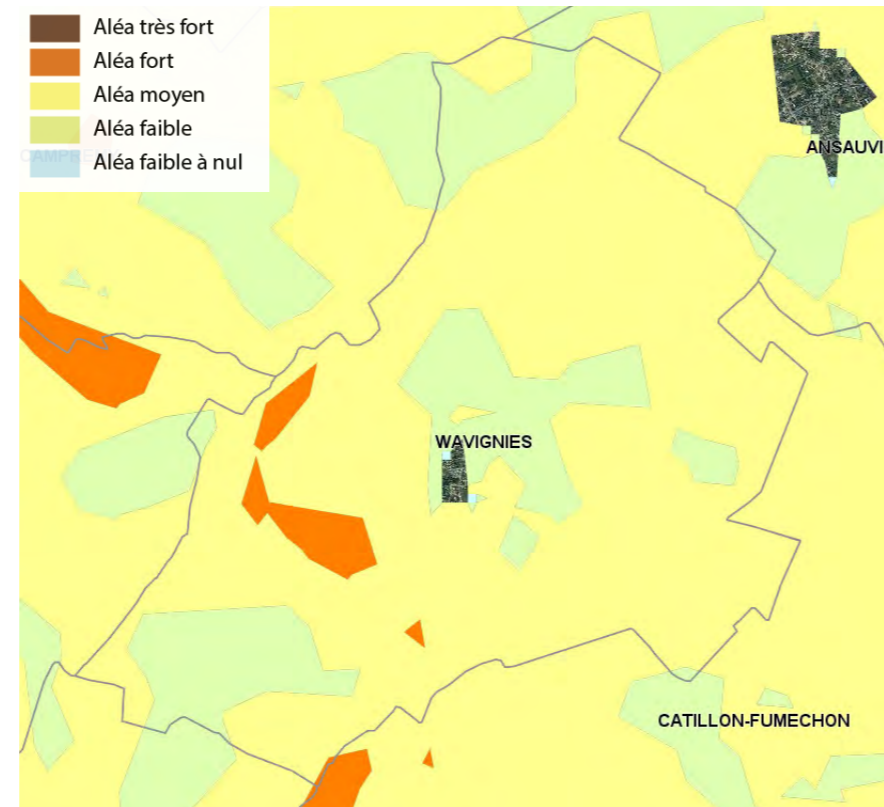 Aléa très fort
Aléa fort
Aléa moyen
Aléa faible
Aléa faible à nul
ANSAUVI
WAVIGNIES
CATILLON-FUMECHON